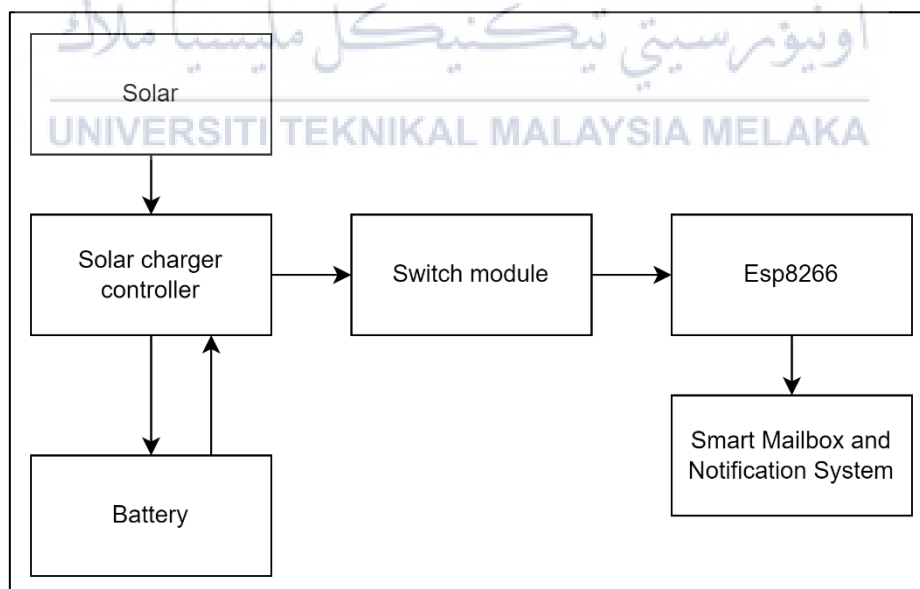 اونيۏرسيتي تيكنيكل مليسيا ملاك
UNIVERSITI TEKNIKAL MALAYSIA MELAKA
Solar
Solar charger
controller
Switch module
Esp8266
Battery
Smart Mailbox and
Notification System